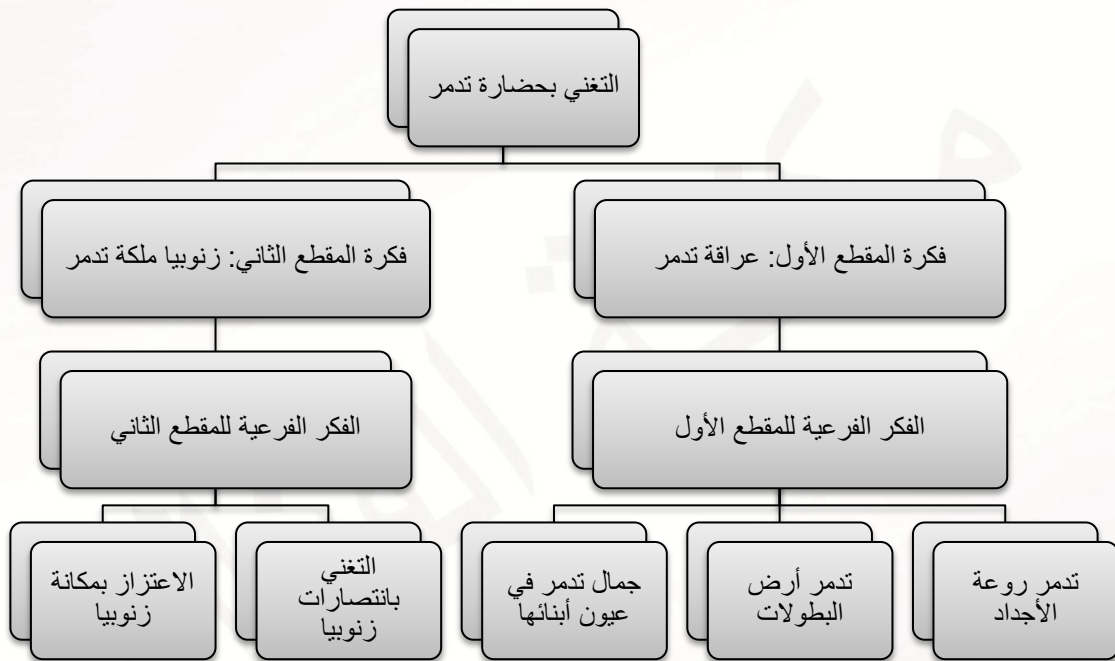 التغني بحضارة تدمر
فكرة المقطع الأول: عراقة تدمر
فكرة المقطع الثاني: زنوبيا ملكة تدمر
الفكر الفرعية للمقطع الأول
الفكر الفرعية للمقطع الثاني
تدمر روعة
الأجداد
تدمر أرض
البطولات
جمال تدمر في
عيون أبنائها
التغني
بانتصارات
زنوبيا
الاعتزاز بمكانة
زنوبيا